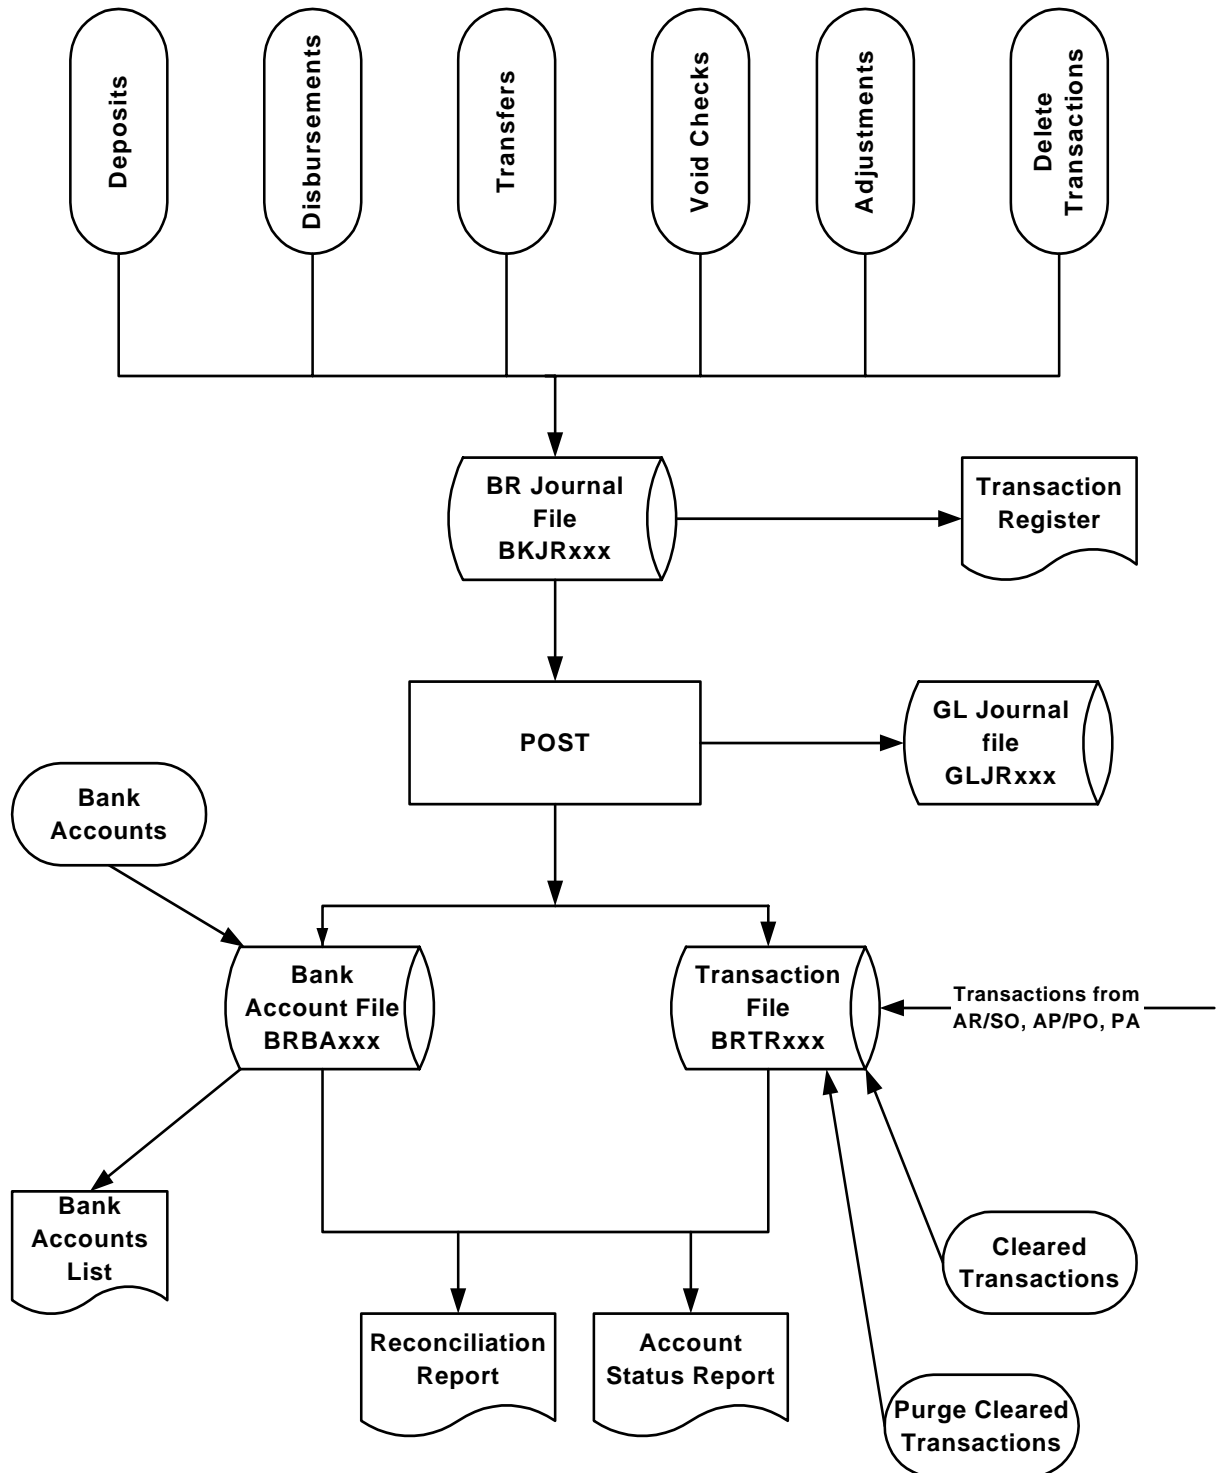 Deposits
Disbursements
Transfers
Void Checks
Adjustments
Delete
Transactions
BR Journal
File
BKJRxxx
Transaction
Register
POST
GL Journal
file
GLJRxxx
Bank
Accounts
Bank
Account File
BRBAxxx
Transaction
File
BRTRxxx
Transactions from
AR/SO, AP/PO, PA
Bank
Accounts
List
Cleared
Transactions
Reconciliation
Report
Account
Status Report
Purge Cleared
Transactions